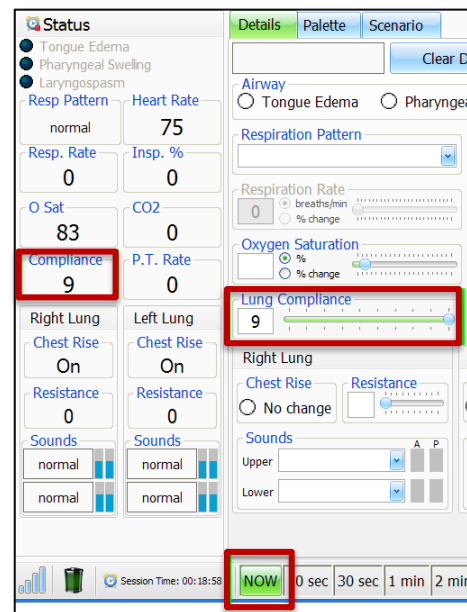 Status
Tongue Edema
Pharyngeal Swelling
Laryngospasm
Resp Pattern Heart Rate
normal 75
Resp. Rate Insp. %
0 0
O Sat CO2
83 0
Compliance P.T. Rate
9 0
Right Lung Left Lung
Chest Rise Chest Rise
On On
Resistance Resistance
0 0
Sounds Sounds
normal normal
normal normal
Session Time: 00:18:58
Details Palette Scenario
Clear D
Airway
Tongue Edema Pharyngea
Respiration Pattern
Respiration Rate
0 breaths/min
% change
Oxygen Saturation
%
% change
Lung Compliance
9
Right Lung
Chest Rise Resistance
No change
Sounds A P
Upper
Lower
NOW 0 sec 30 sec 1 min 2 min